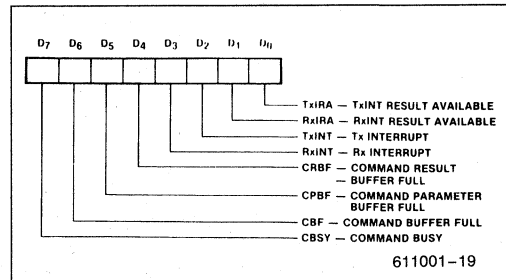 D7 D6 D5 D4 D3 D2 D1 D0
TxIRA — TxINT RESULT AVAILABLE
RxIRA — RxINT RESULT AVAILABLE
TxINT — Tx INTERRUPT
RxINT — Rx INTERRUPT
CRBF — COMMAND RESULT
— BUFFER FULL
CPBF — COMMAND PARAMETER
BUFFER FULL
CBF — COMMAND BUFFER FULL
CBSY — COMMAND BUSY
611001–19